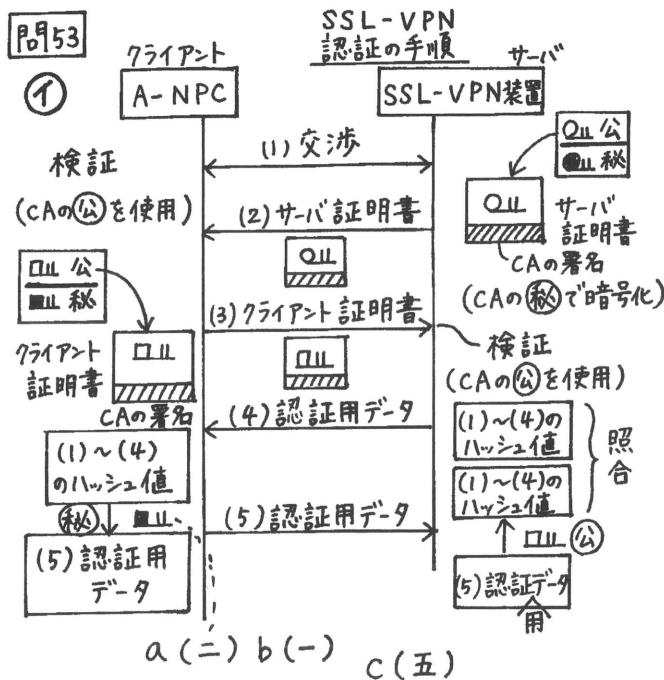 問53
SSL-VPN
認証の手順
イ
クライアント
A-NPC
サーバ
SSL-VPN装置
公
秘
(1)交渉
検証
(CAの公を使用)
(2)サーバ証明書
サーバ
証明書
CAの署名
(CAの秘で暗号化)
公
秘
(3)クライアント証明書
クライアント
証明書
CAの署名
検証
(CAの公を使用)
(4)認証用データ
(1)~(4)
のハッシュ値
(1)~(4)の
ハッシュ値
(1)~(4)の
ハッシュ値
照合
秘
(5)認証用データ
公
(5)認証用
データ
(5)認証データ
用
a(二) b(一)
c(五)